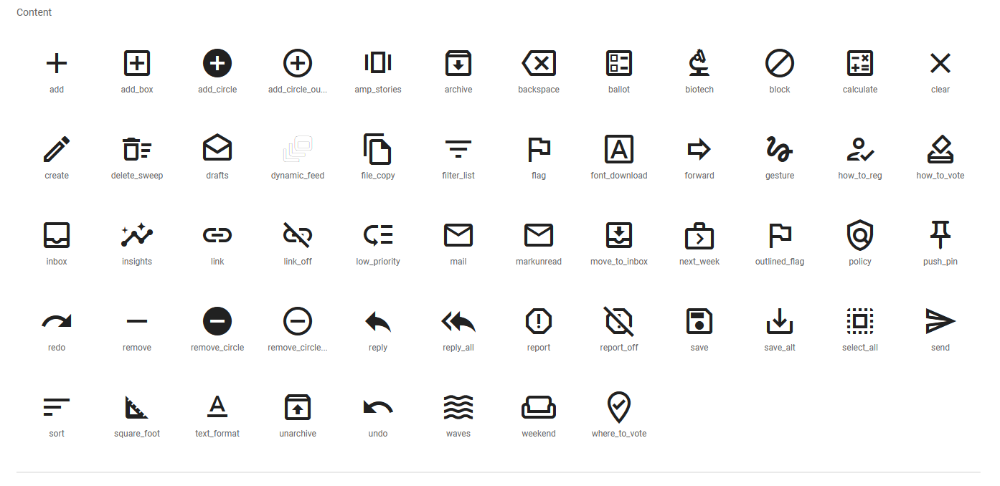 Content
add add_box add_circle add_circle_ou... amp_stories archive backspace ballot biotech block calculate clear
create delete_sweep drafts dynamic_feed file_copy filter_list flag font_download forward gesture how_to_reg how_to_vote
inbox insights link link_off low_priority mail markunread move_to_inbox next_week outlined_flag policy push_pin
redo remove remove_circle remove_circle... reply reply_all report report_off save save_alt select_all send
sort square_foot text_format unarchive undo waves weekend where_to_vote